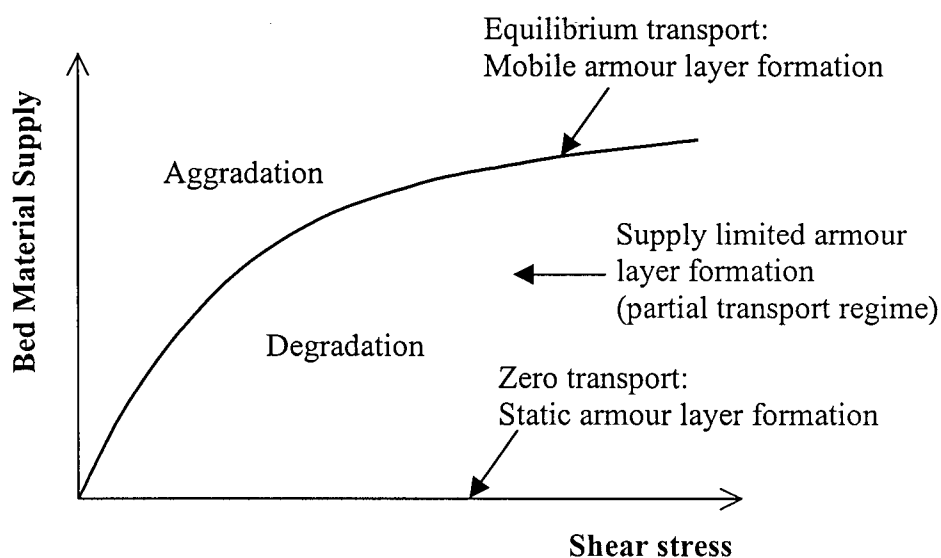 Equilibrium transport:
Mobile armour layer formation
Bed Material Supply
Aggradation
Supply limited armour
layer formation
(partial transport regime)
Degradation
Zero transport:
Static armour layer formation
Shear stress